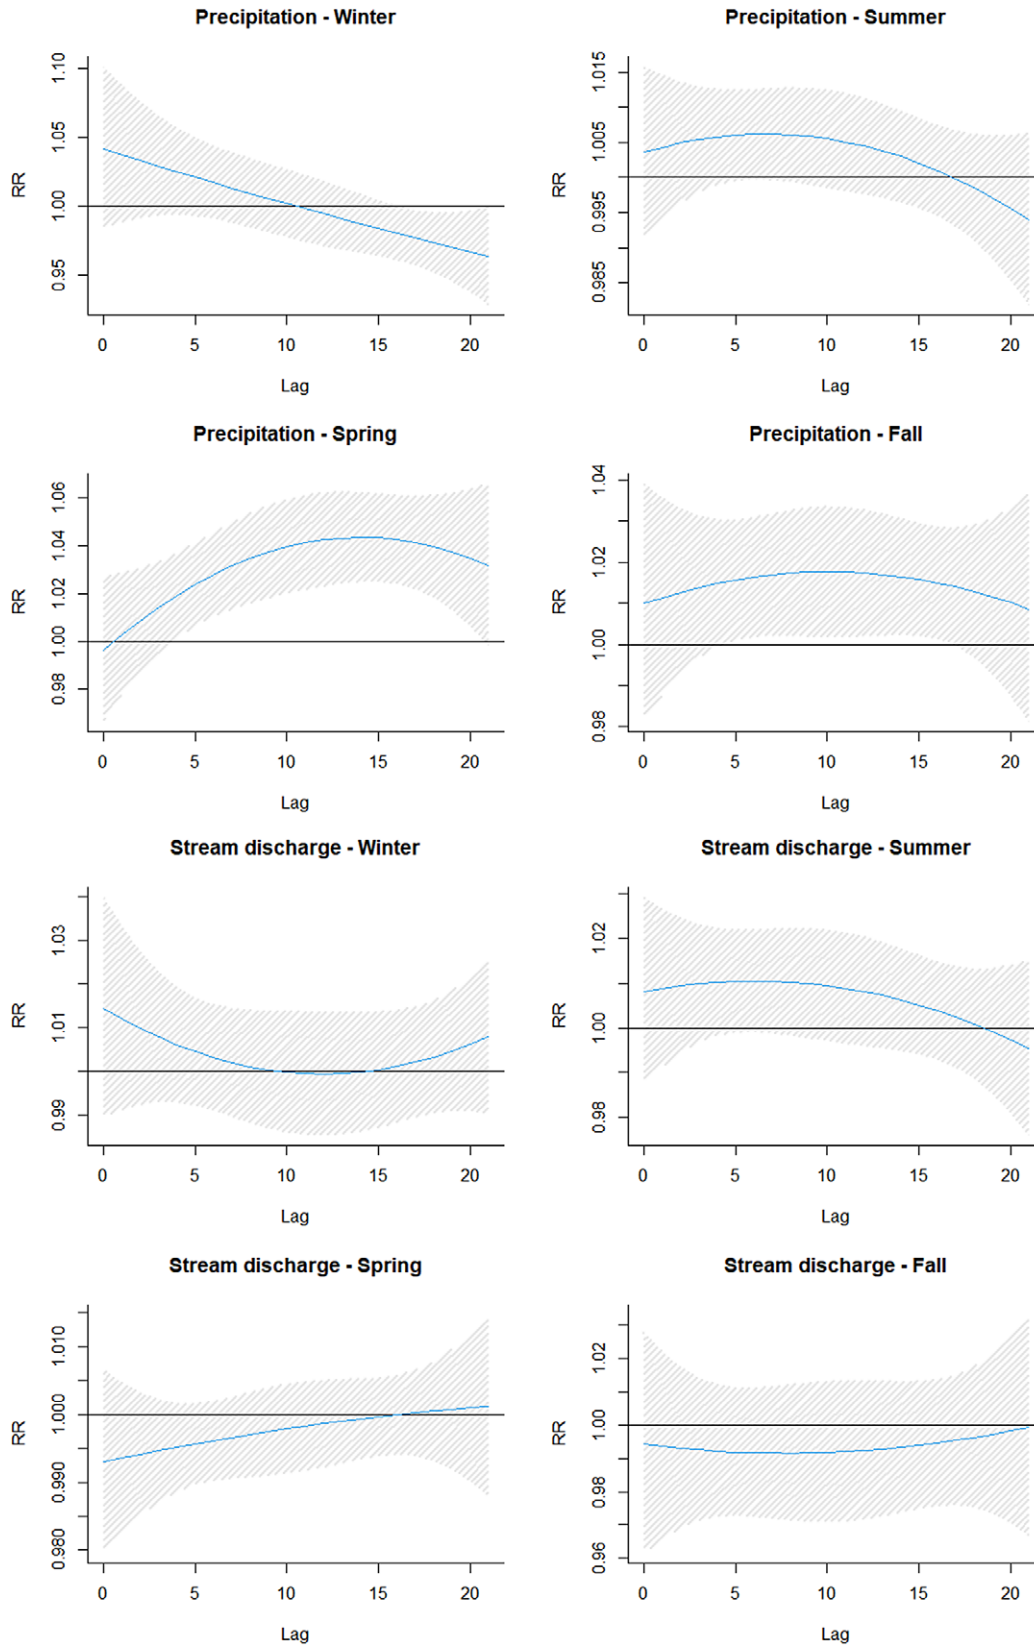 Precipitation - Winter
RR
1.10
1.05
1.00
0.95
0 5 10 15 20
Lag
Precipitation - Summer
RR
1.015
1.005
0.995
0.985
0 5 10 15 20
Lag
Precipitation - Spring
RR
1.06
1.04
1.02
1.00
0.98
0 5 10 15 20
Lag
Precipitation - Fall
RR
1.04
1.02
1.00
0.98
0 5 10 15 20
Lag
Stream discharge - Winter
RR
1.03
1.01
0.99
0 5 10 15 20
Lag
Stream discharge - Summer
RR
1.02
1.00
0.98
0 5 10 15 20
Lag
Stream discharge - Spring
RR
1.010
1.000
0.990
0.980
0 5 10 15 20
Lag
Stream discharge - Fall
RR
1.02
1.00
0.98
0.96
0 5 10 15 20
Lag